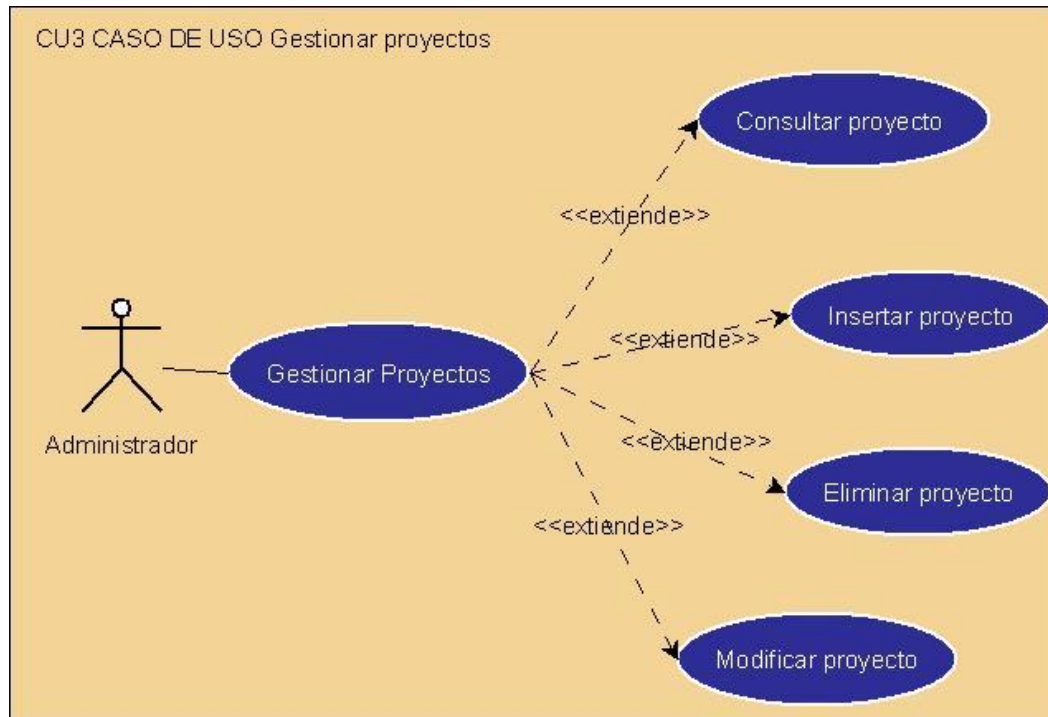 CU3 CASO DE USO Gestionar proyectos
Consultar proyecto
<<extiende>>
Insertar proyecto
<<extiende>>
Gestionar Proyectos
Administrador
<<extiende>>
Eliminar proyecto
<<extiende>>
Modificar proyecto